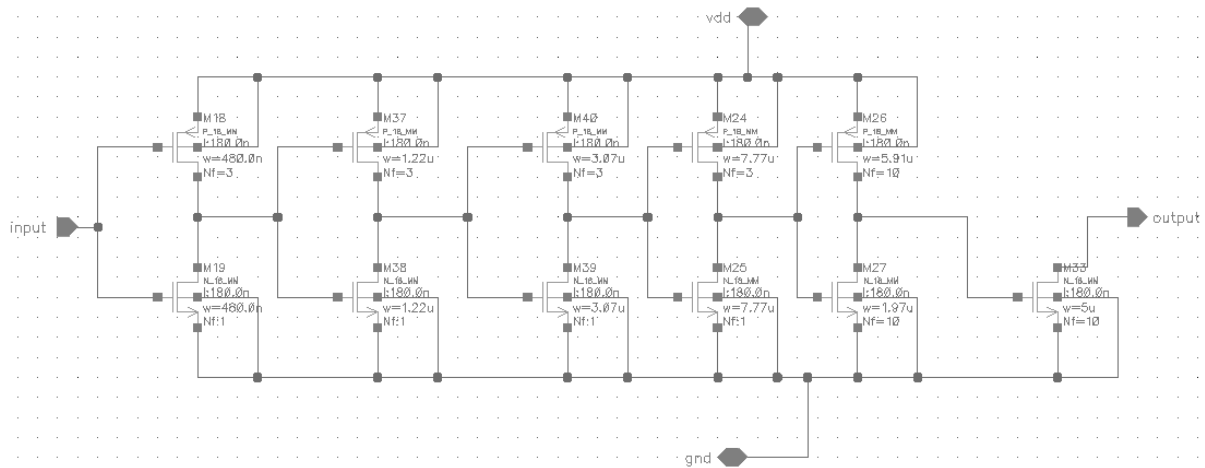 vdd
M18
P_18_MM
l:180.0n
w=480.0n
Nf=3
M37
P_18_MM
l:180.0n
w=1.22u
Nf=3
M40
P_18_MM
l:180.0n
w=3.07u
Nf=3
M24
P_18_MM
l:180.0n
w=7.77u
Nf=3
M26
P_18_MM
l:180.0n
w=5.91u
Nf=10
input
output
M19
N_18_MM
l:180.0n
w=480.0n
Nf:1
M38
N_18_MM
l:180.0n
w=1.22u
Nf:1
M39
N_18_MM
l:180.0n
w=3.07u
Nf:1
M25
N_18_MM
l:180.0n
w=7.77u
Nf:1
M27
N_18_MM
l:180.0n
w=1.97u
Nf=10
M33
N_18_MM
l:180.0n
w=5u
Nf=10
gnd